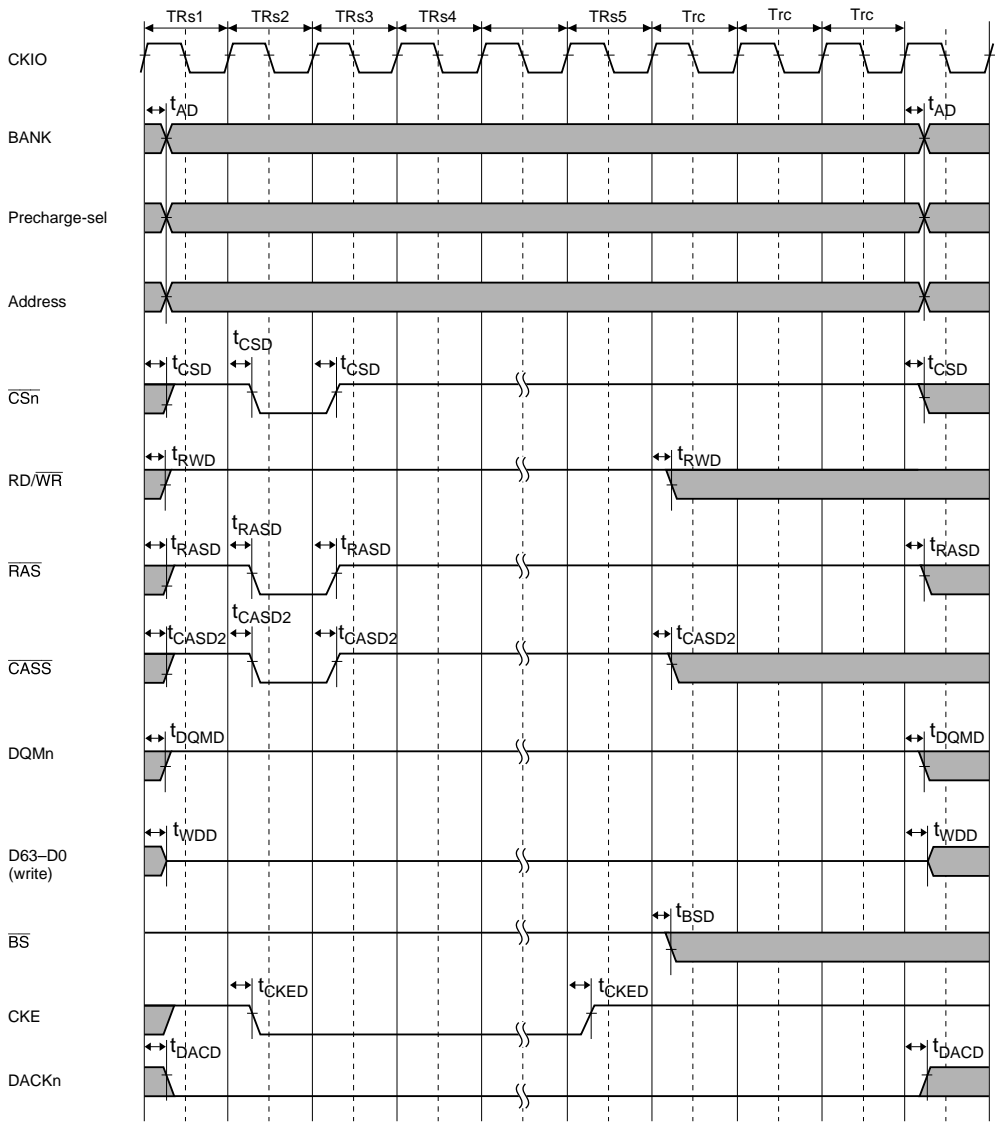 TRs1 TRs2 TRs3 TRs4 TRs5 Trc Trc Trc
CKIO
tAD tAD
BANK
Precharge-sel
Address
tCSD
tCSD tCSD tCSD
CSn
tRWD tRWD
RD/WR
tRASD
tRASD tRASD tRASD
RAS
tCASD2
tCASD2 tCASD2 tCASD2
CASS
tDQMD tDQMD
DQMn
tWDD tWDD
D63–D0
(write)
tBSD
BS
tCKED tCKED
CKE
tDACD tDACD
DACKn